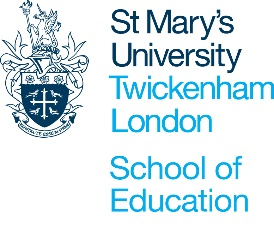 St Mary's
University
Twickenham
London
School of
Education